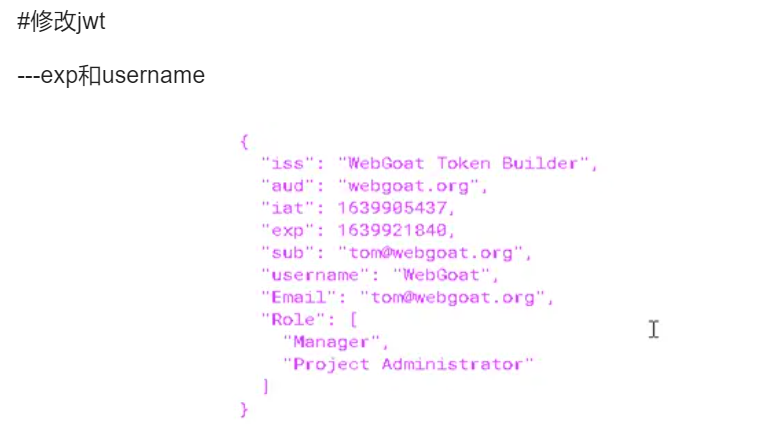 #修改jwt
---exp和username
{
"iss": "WebGoat Token Builder",
"aud": "webgoat.org",
"iat": 1639905437,
"exp": 1639921840,
"sub": "tom@webgoat.org",
"username": "WebGoat",
"Email": "tom@webgoat.org",
"Role": [
"Manager",
"Project Administrator"
]
}